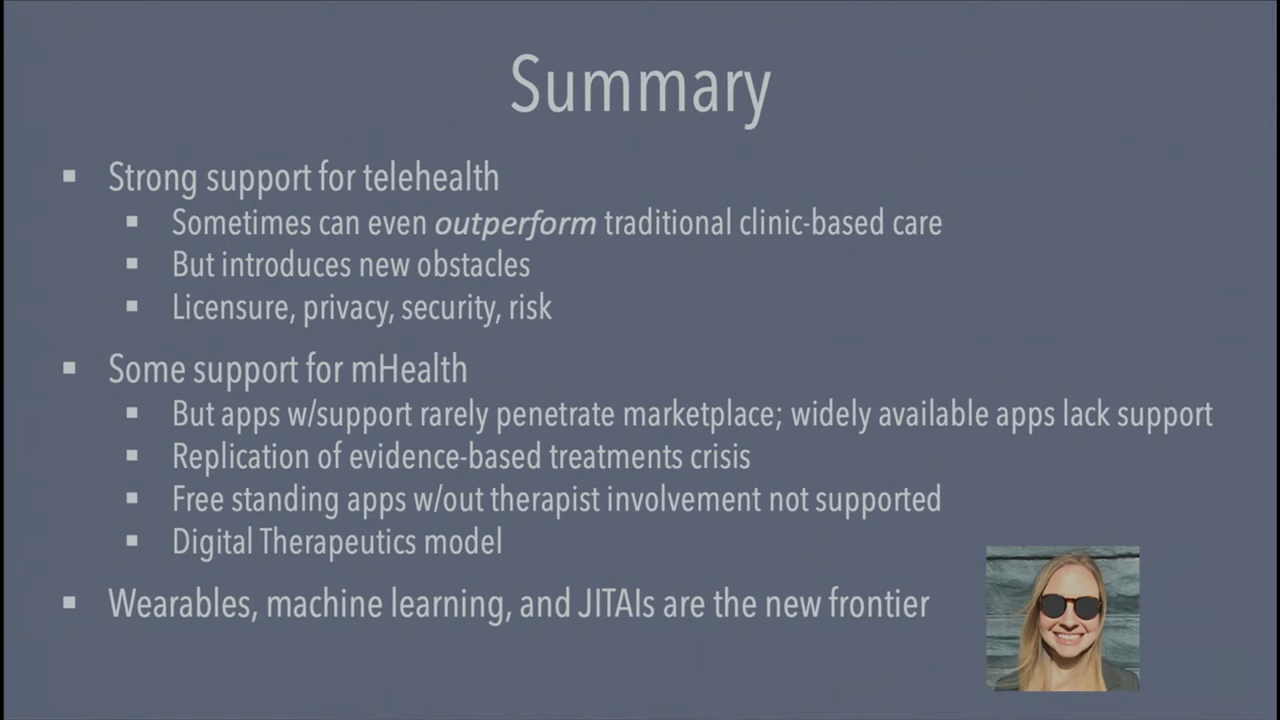 Summary
▪ Strong support for telehealth
▪ Sometimes can even outperform traditional clinic-based care
▪ But introduces new obstacles
▪ Licensure, privacy, security, risk
▪ Some support for mHealth
▪ But apps w/support rarely penetrate marketplace; widely available apps lack support
▪ Replication of evidence-based treatments crisis
▪ Free standing apps w/out therapist involvement not supported
▪ Digital Therapeutics model
▪ Wearables, machine learning, and JITAIs are the new frontier